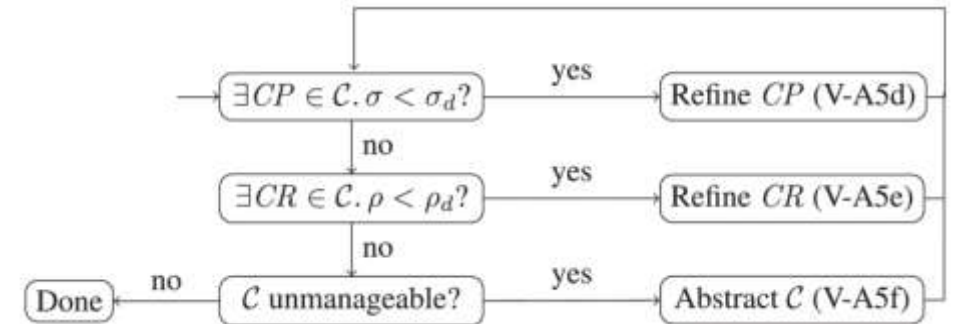 ∃CP ∈ 𝒞. σ < σ_d?
yes
Refine CP (V-A5d)
no
∃CR ∈ 𝒞. ρ < ρ_d?
yes
Refine CR (V-A5e)
no
Done
no
𝒞 unmanageable?
yes
Abstract 𝒞 (V-A5f)